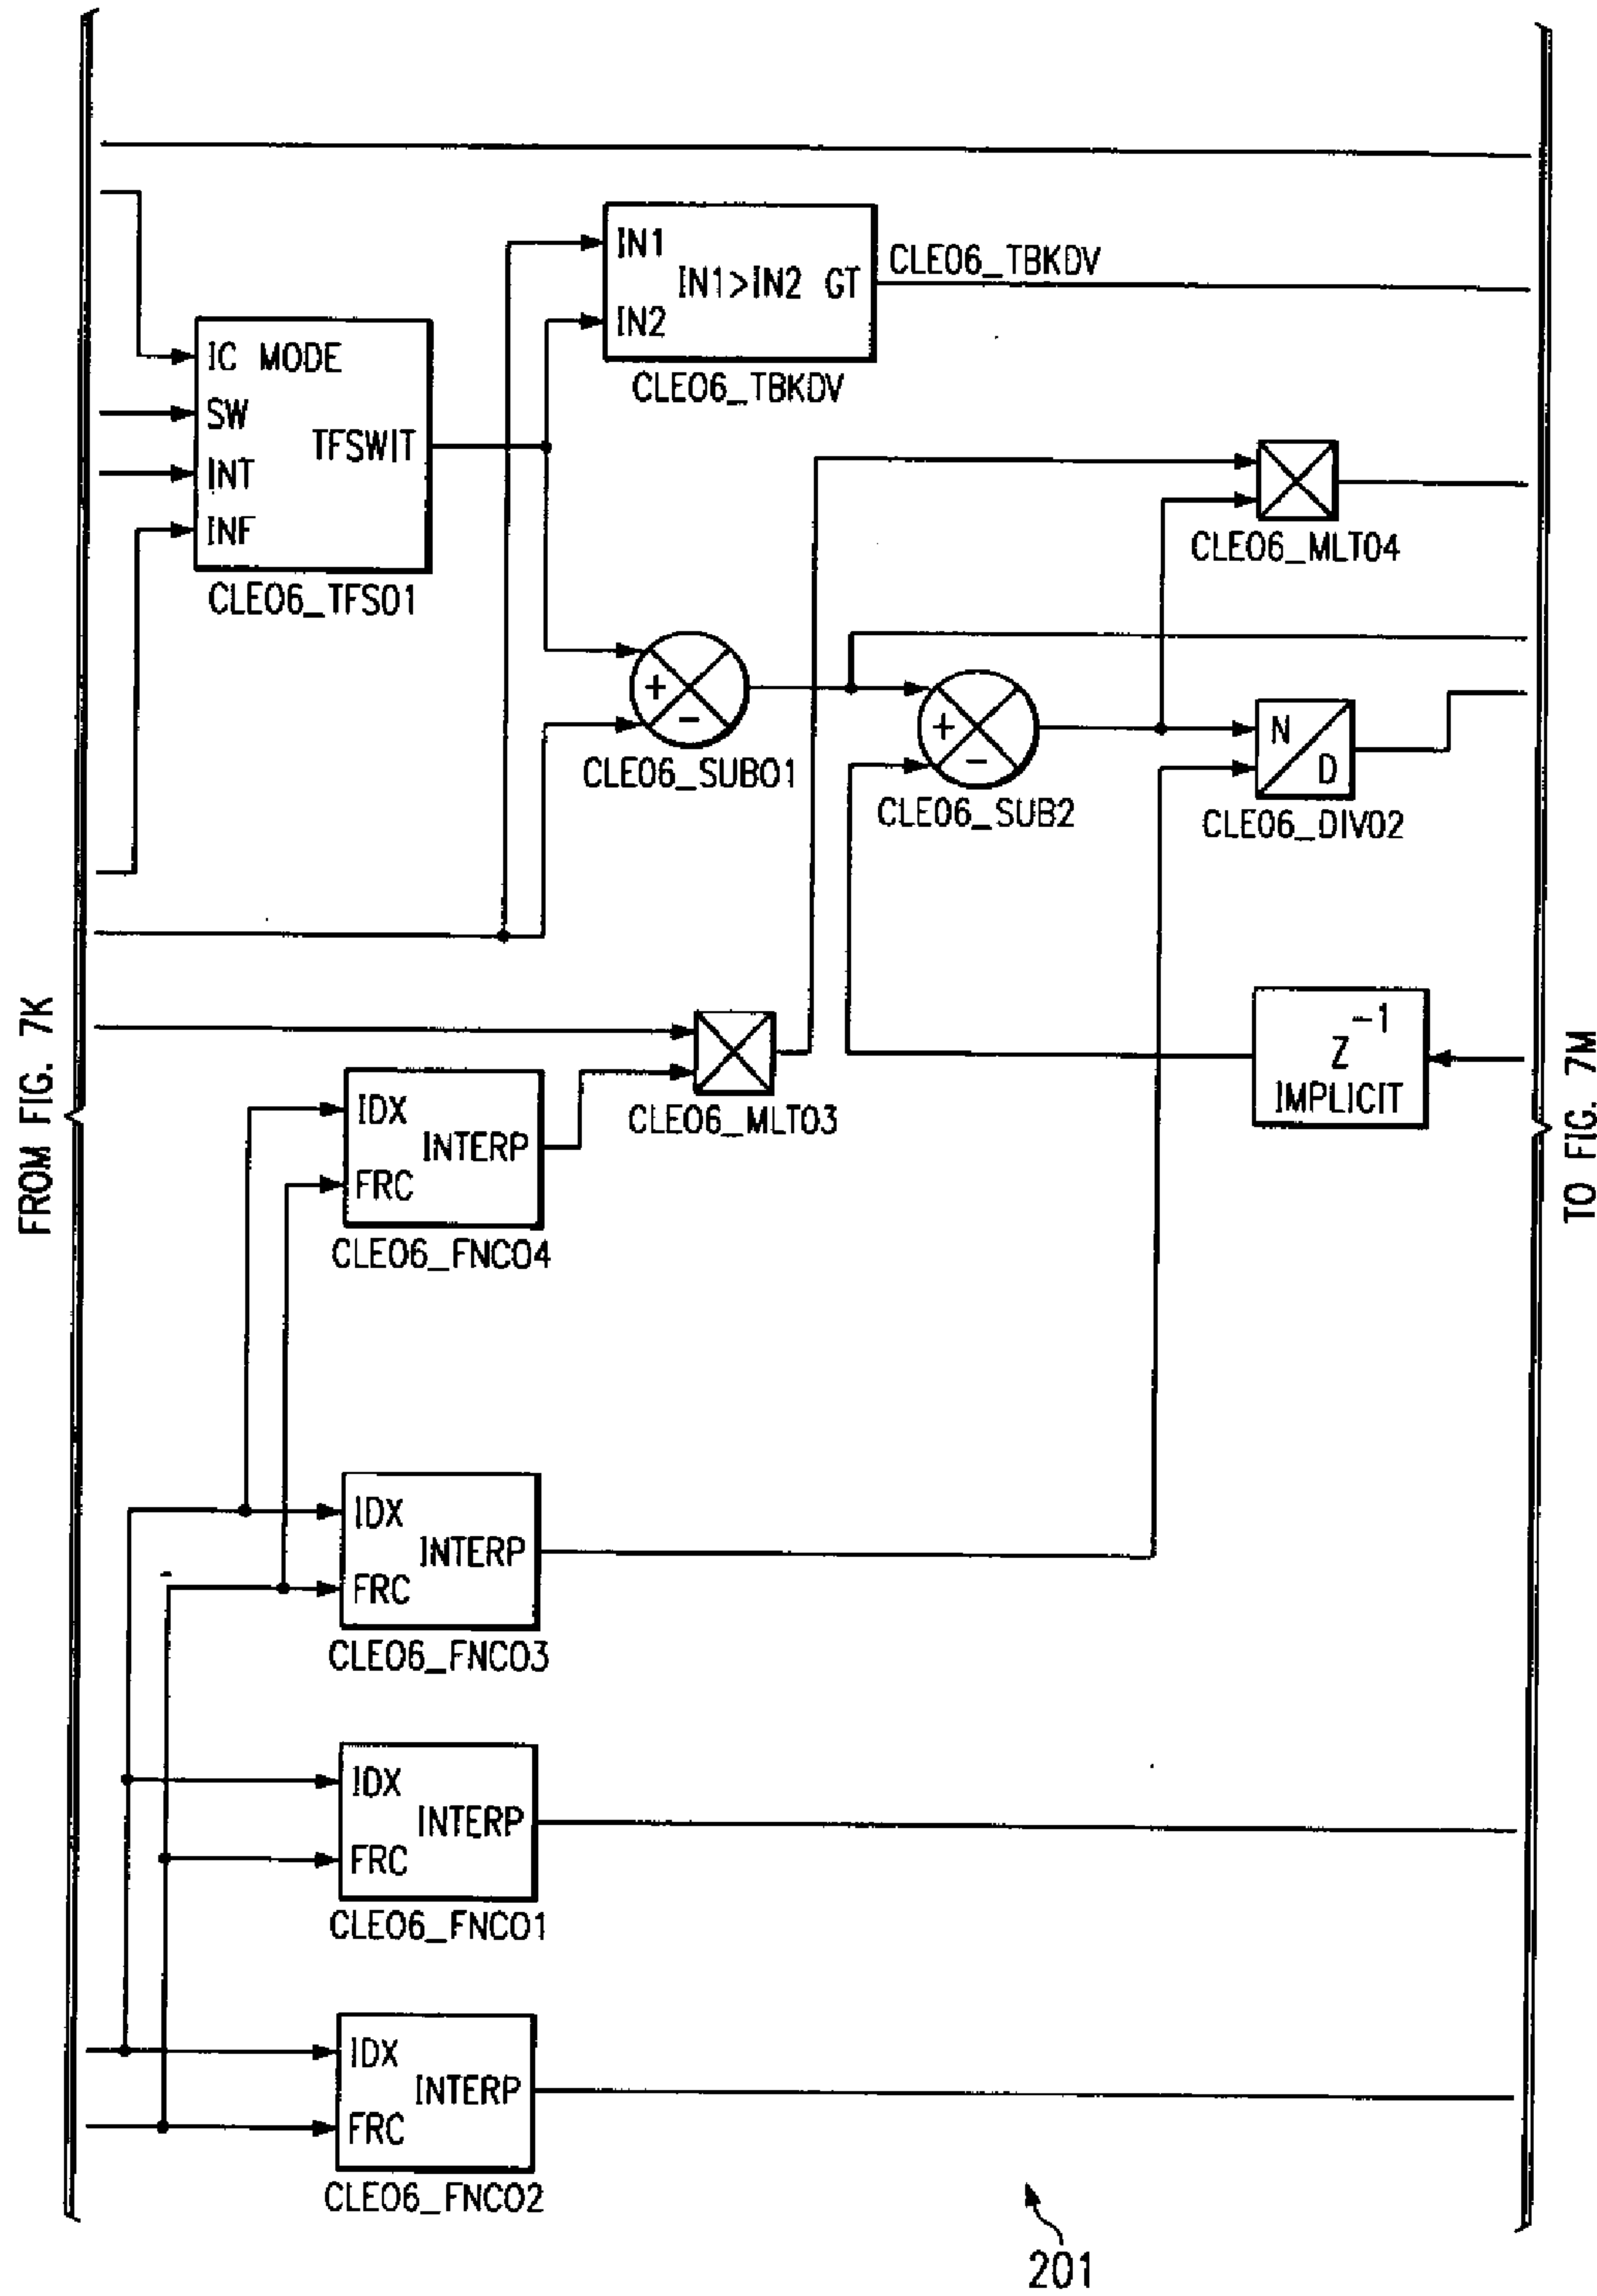 IN1
IN1>IN2 GT
IN2
CLE06_TBKDV
CLE06_TBKDV
IC MODE
SW
TFSWIT
INT
INF
CLE06_TFS01
CLE06_MLT04
+
-
CLE06_SUB01
+
-
CLE06_SUB2
N
D
CLE06_DIV02
FROM FIG. 7K
TO FIG. 7M
Z-1
IMPLICIT
CLE06_MLT03
IDX
INTERP
FRC
CLE06_FNC04
IDX
INTERP
FRC
CLE06_FNC03
IDX
INTERP
FRC
CLE06_FNC01
IDX
INTERP
FRC
CLE06_FNC02
201